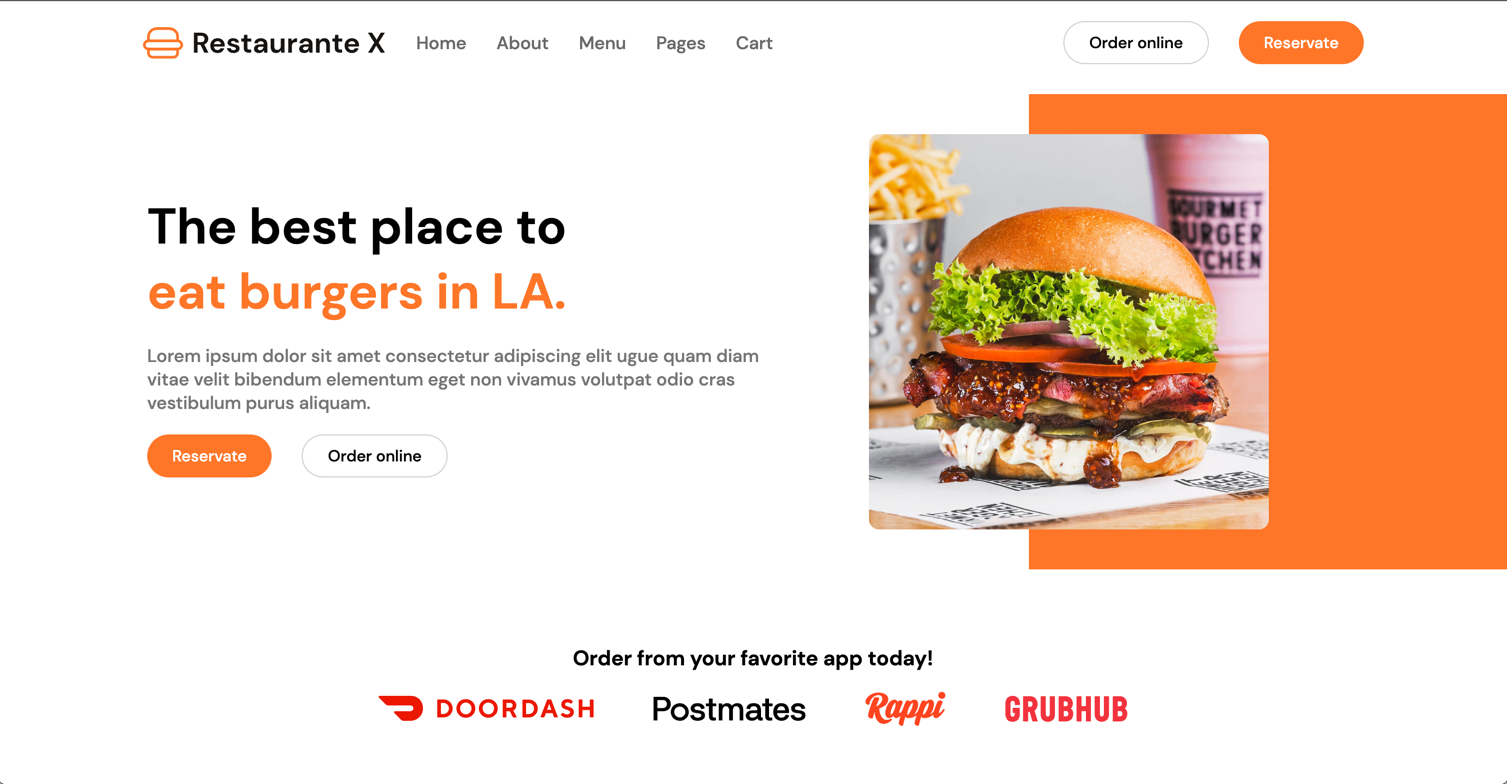 Restaurante X
Home
About
Menu
Pages
Cart
Order online
Reservate
The best place to
eat burgers in LA.
Lorem ipsum dolor sit amet consectetur adipiscing elit ugue quam diam
vitae velit bibendum elementum eget non vivamus volutpat odio cras
vestibulum purus aliquam.
Reservate
Order online
GOURMET
BURGER
Order from your favorite app today!
DOORDASH
Postmates
Rappi
GRUBHUB